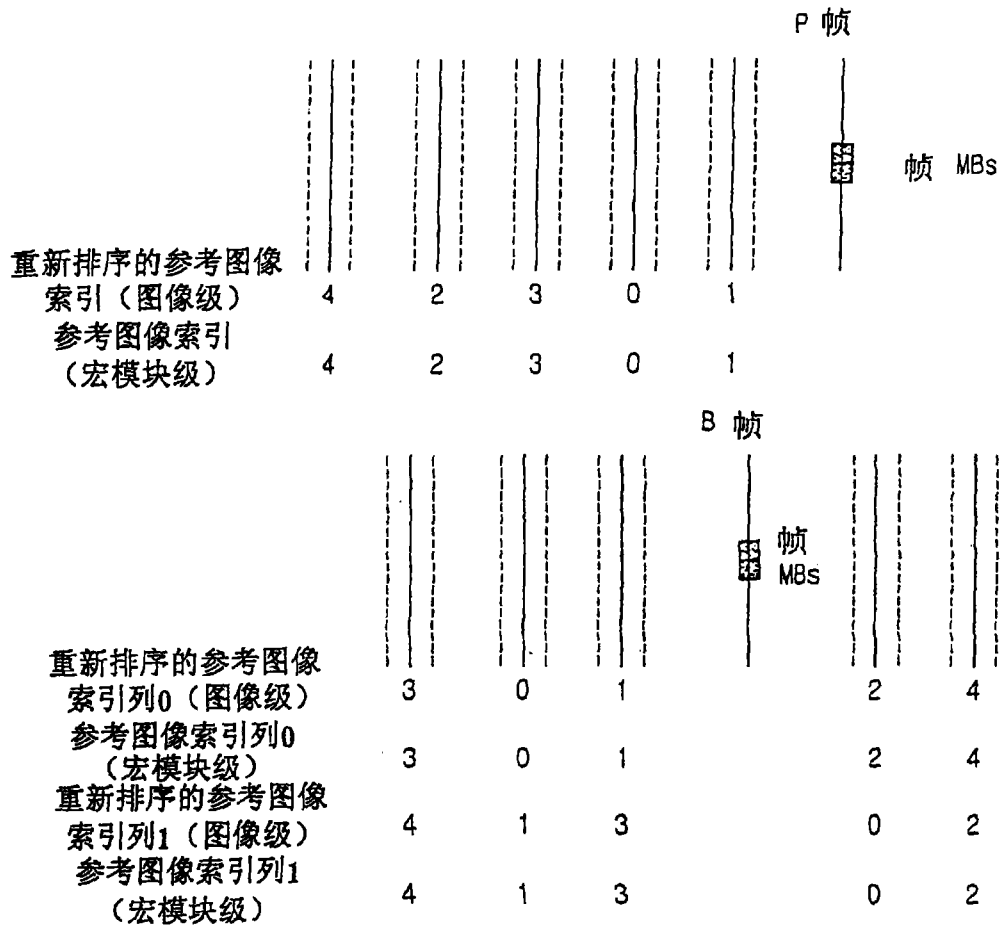 P 帧
帧 MBs
重新排序的参考图像
索引（图像级） 4 2 3 0 1
参考图像索引
（宏模块级） 4 2 3 0 1
B 帧
帧
MBs
重新排序的参考图像
索引列0（图像级） 3 0 1 2 4
参考图像索引列0
（宏模块级） 3 0 1 2 4
重新排序的参考图像
索引列1（图像级） 4 1 3 0 2
参考图像索引列1
（宏模块级） 4 1 3 0 2